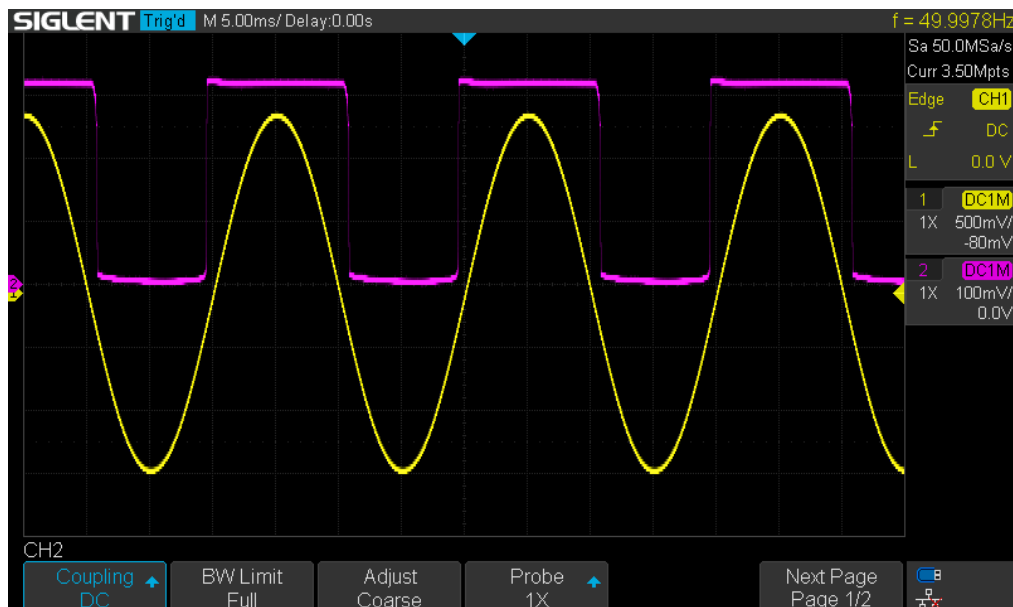 SIGLENT Trig'd M 5.00ms/ Delay:0.00s f = 49.9978Hz
Sa 50.0MSa/s
Curr 3.50Mpts
Edge CH1
DC
L 0.0 V
1 DC1M
1X 500mV/
-80mV
2 DC1M
1X 100mV/
0.0V
2
1
CH2
Coupling BW Limit Adjust Probe Next Page
DC Full Coarse 1X Page 1/2